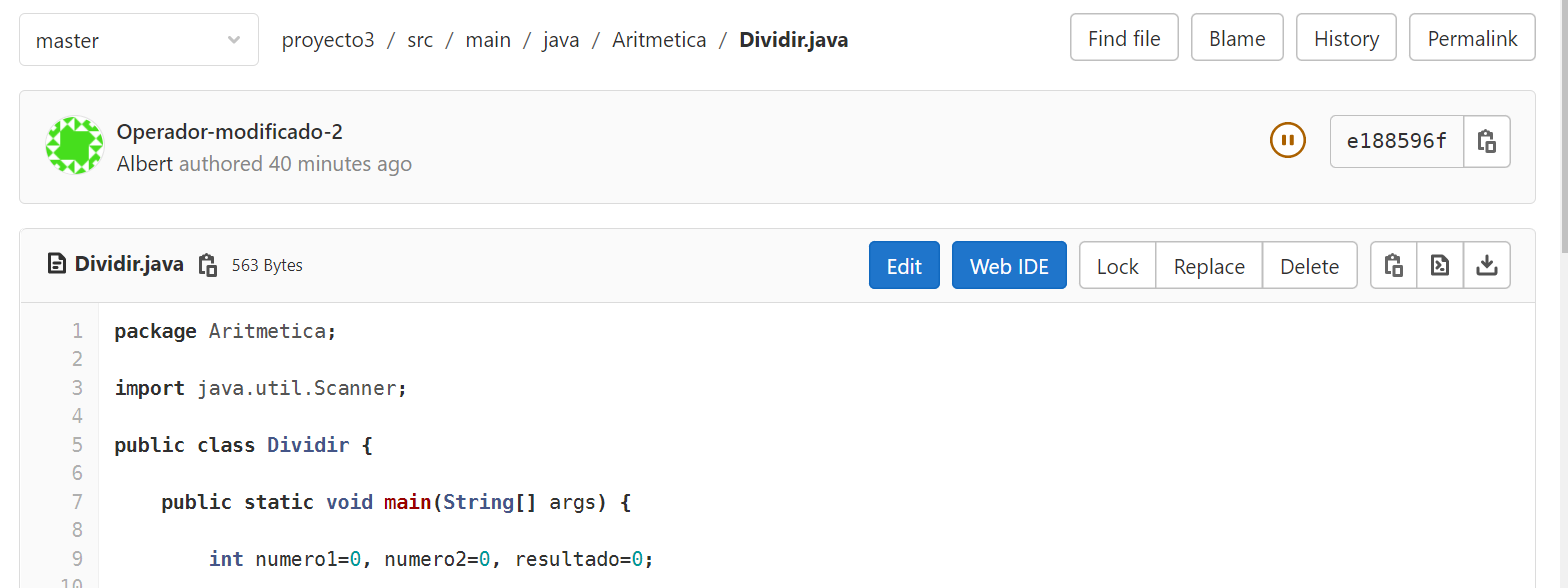 master proyecto3 / src / main / java / Aritmetica / Dividir.java Find file Blame History Permalink
Operador-modificado-2
Albert authored 40 minutes ago
e188596f
Dividir.java 563 Bytes Edit Web IDE Lock Replace Delete
1 package Aritmetica;
2
3 import java.util.Scanner;
4
5 public class Dividir {
6
7 public static void main(String[] args) {
8
9 int numero1=0, numero2=0, resultado=0;
10